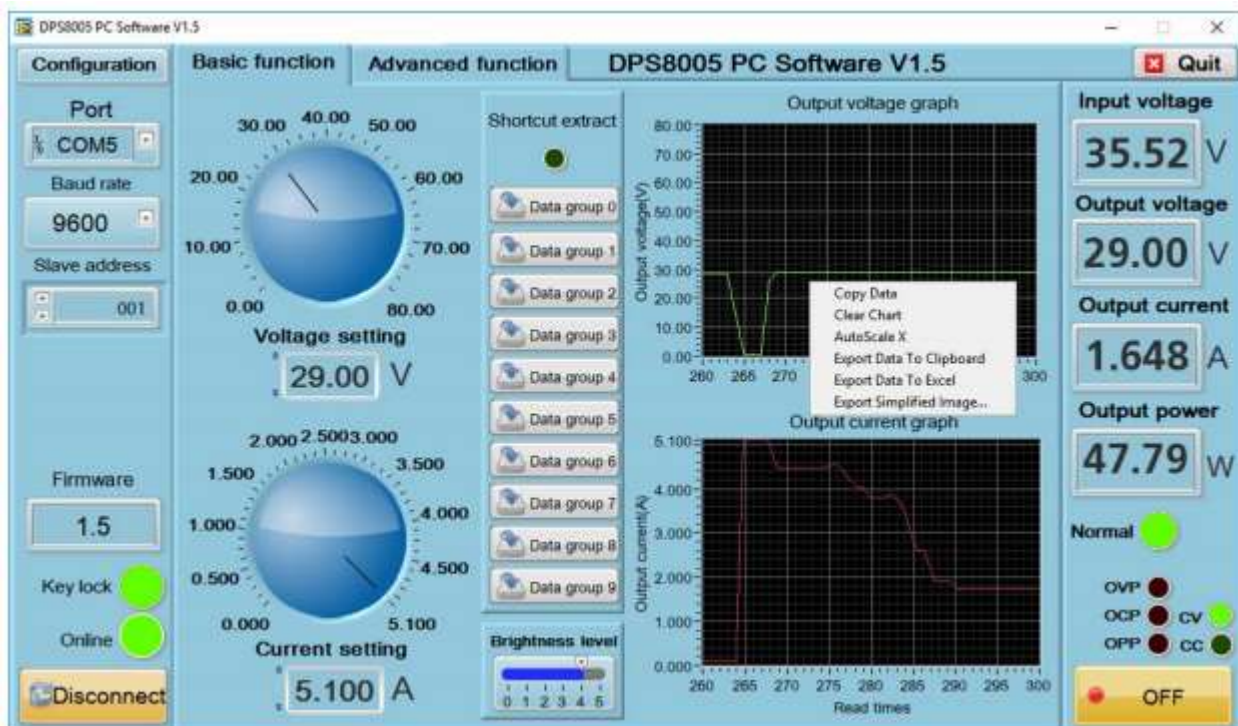 DPS8005 PC Software V1.5
Configuration
Basic function
Advanced function
DPS8005 PC Software V1.5
Quit
Port
COM5
Baud rate
9600
Slave address
001
Firmware
1.5
Key lock
Online
Disconnect
0.00
10.00
20.00
30.00
40.00
50.00
60.00
70.00
80.00
Voltage setting
29.00 V
0.000
0.500
1.000
1.500
2.000
2.500
3.000
3.500
4.000
4.500
5.100
Current setting
5.100 A
Shortcut extract
Data group 0
Data group 1
Data group 2
Data group 3
Data group 4
Data group 5
Data group 6
Data group 7
Data group 8
Data group 9
Brightness level
0 1 2 3 4 5
Output voltage graph
Output voltage(V)
80.00
70.00
60.00
50.00
40.00
30.00
20.00
10.00
0.00
260 265 270 300
Copy Data
Clear Chart
AutoScale X
Export Data To Clipboard
Export Data To Excel
Export Simplified Image...
Output current graph
Output current(A)
5.100
4.000
3.000
2.000
1.000
0.000
260 265 270 275 280 285 290 295 300
Read times
Input voltage
35.52 V
Output voltage
29.00 V
Output current
1.648 A
Output power
47.79 W
Normal
OVP
OCP CV
OPP CC
OFF